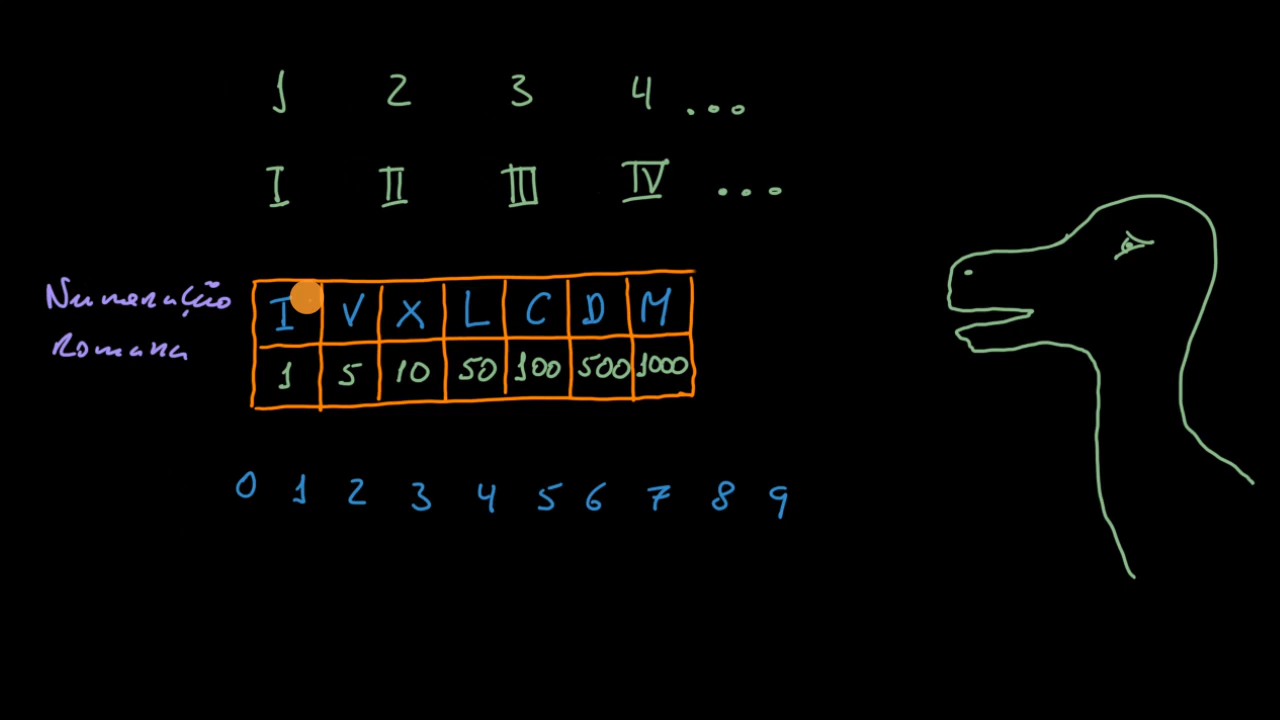 1 2 3 4 ...
I II III IV ...
Numeração
Romana
I V X L C D M
1 5 10 50 100 500 1000
0 1 2 3 4 5 6 7 8 9